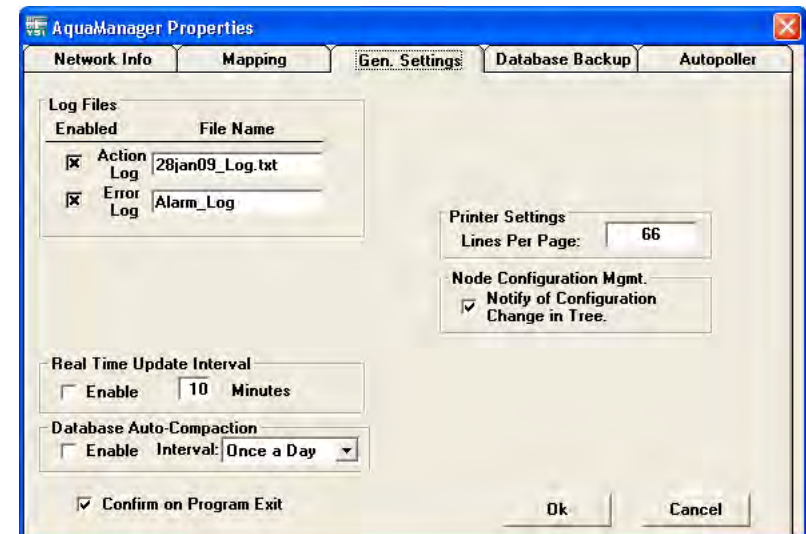 AquaManager Properties
Network Info Mapping Gen. Settings Database Backup Autopoller
Log Files
Enabled File Name
Action Log 28jan09_Log.txt
Error Log Alarm_Log
Printer Settings
Lines Per Page: 66
Node Configuration Mgmt.
Notify of Configuration
Change in Tree.
Real Time Update Interval
Enable 10 Minutes
Database Auto-Compaction
Enable Interval: Once a Day
Confirm on Program Exit
Ok Cancel